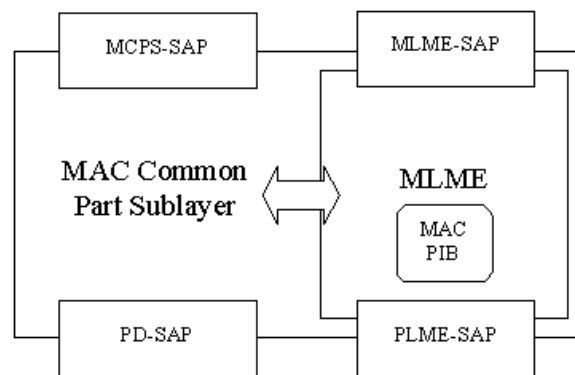 MCPS-SAP
MLME-SAP
MAC Common
Part Sublayer
MLME
MAC
PIB
PD-SAP
PLME-SAP